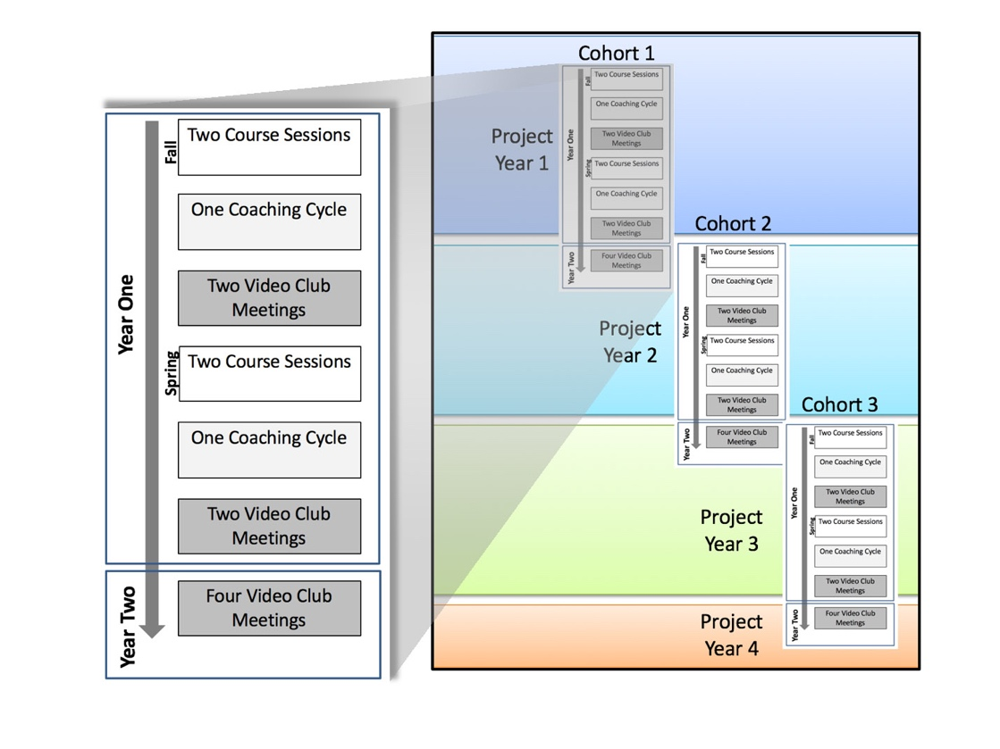 Year One
Fall
Two Course Sessions
One Coaching Cycle
Two Video Club
Meetings
Spring
Two Course Sessions
One Coaching Cycle
Two Video Club
Meetings
Year Two
Four Video Club
Meetings
Cohort 1
Project
Year 1
Year One
Fall
Two Course Sessions
One Coaching Cycle
Two Video Club
Meetings
Spring
Two Course Sessions
One Coaching Cycle
Two Video Club
Meetings
Year Two
Four Video Club
Meetings
Cohort 2
Project
Year 2
Year One
Fall
Two Course Sessions
One Coaching Cycle
Two Video Club
Meetings
Spring
Two Course Sessions
One Coaching Cycle
Two Video Club
Meetings
Year Two
Four Video Club
Meetings
Cohort 3
Project
Year 3
Year One
Fall
Two Course Sessions
One Coaching Cycle
Two Video Club
Meetings
Spring
Two Course Sessions
One Coaching Cycle
Two Video Club
Meetings
Project
Year 4
Year Two
Four Video Club
Meetings